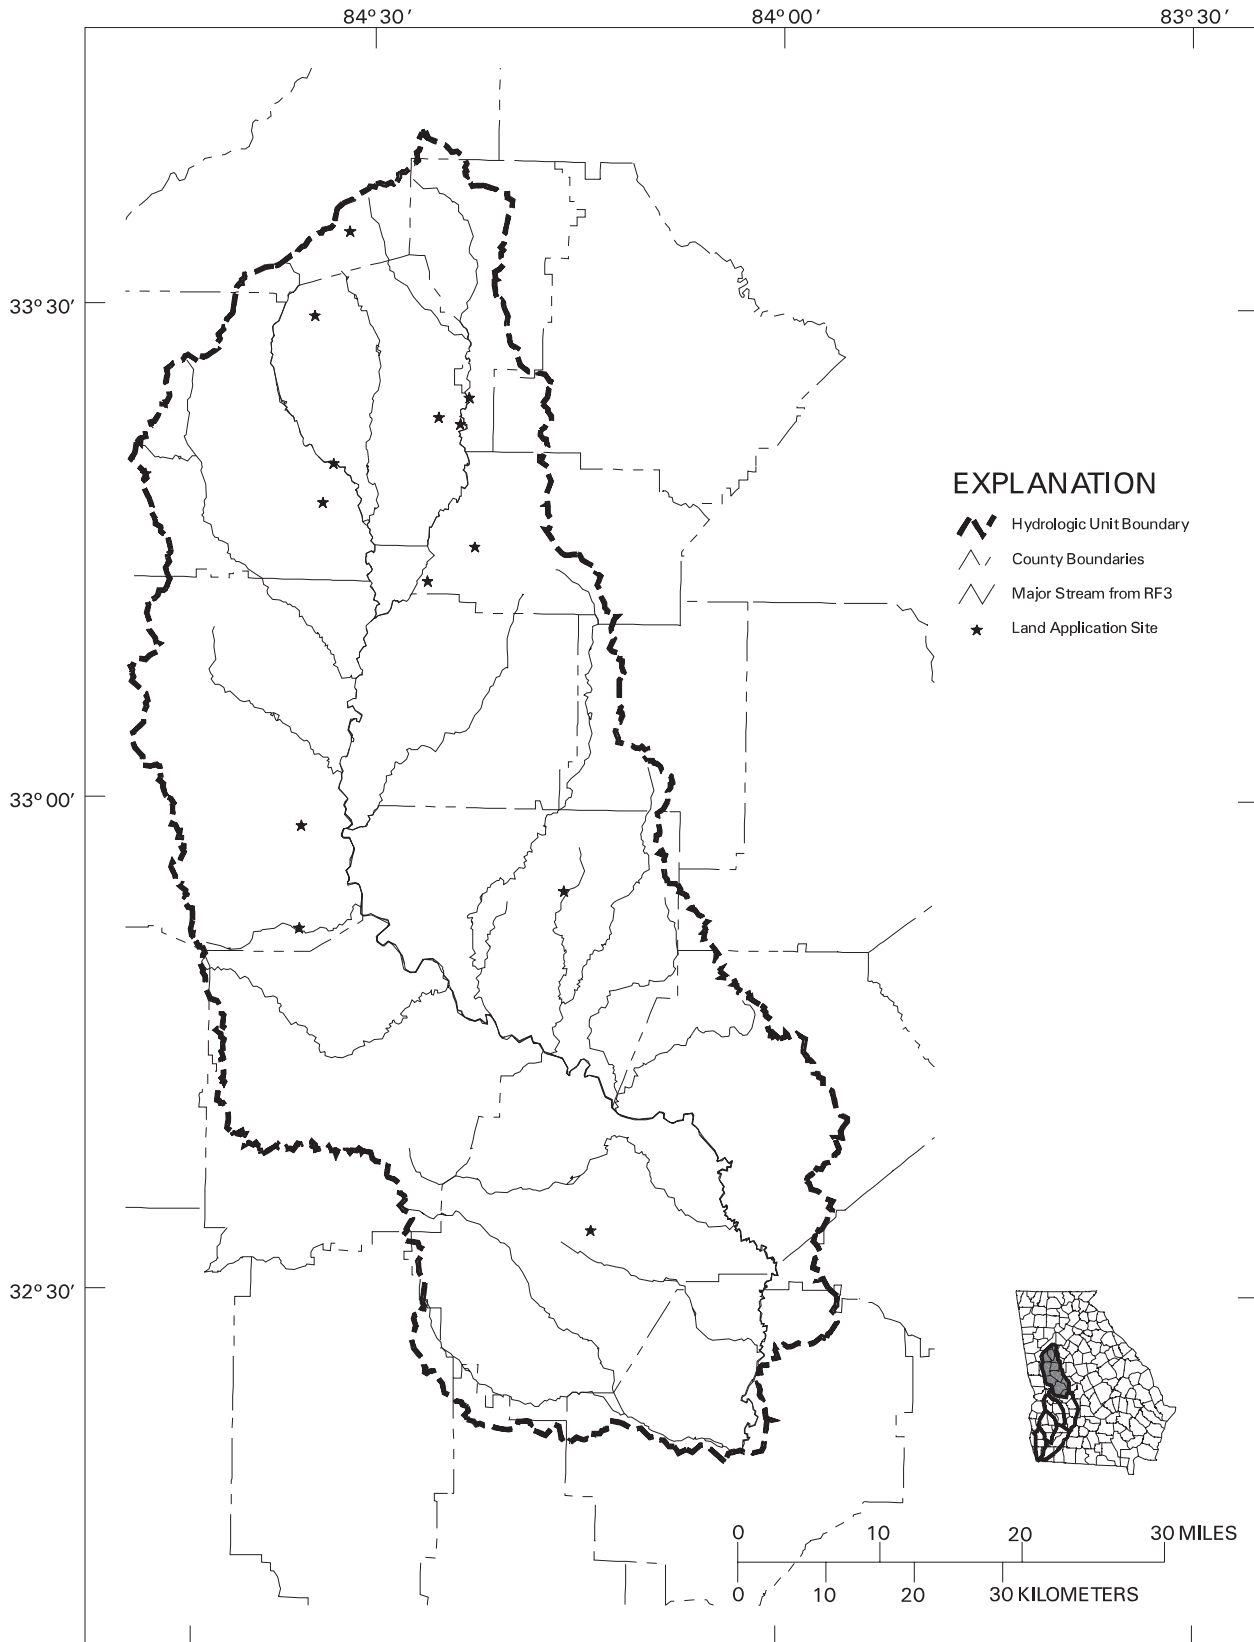 84° 30’ 84° 00’ 83° 30’
33° 30’
EXPLANATION
Hydrologic Unit Boundary
County Boundaries
Major Stream from RF3
Land Application Site
33° 00’
32° 30’
0 10 20 30 MILES
0 10 20 30 KILOMETERS